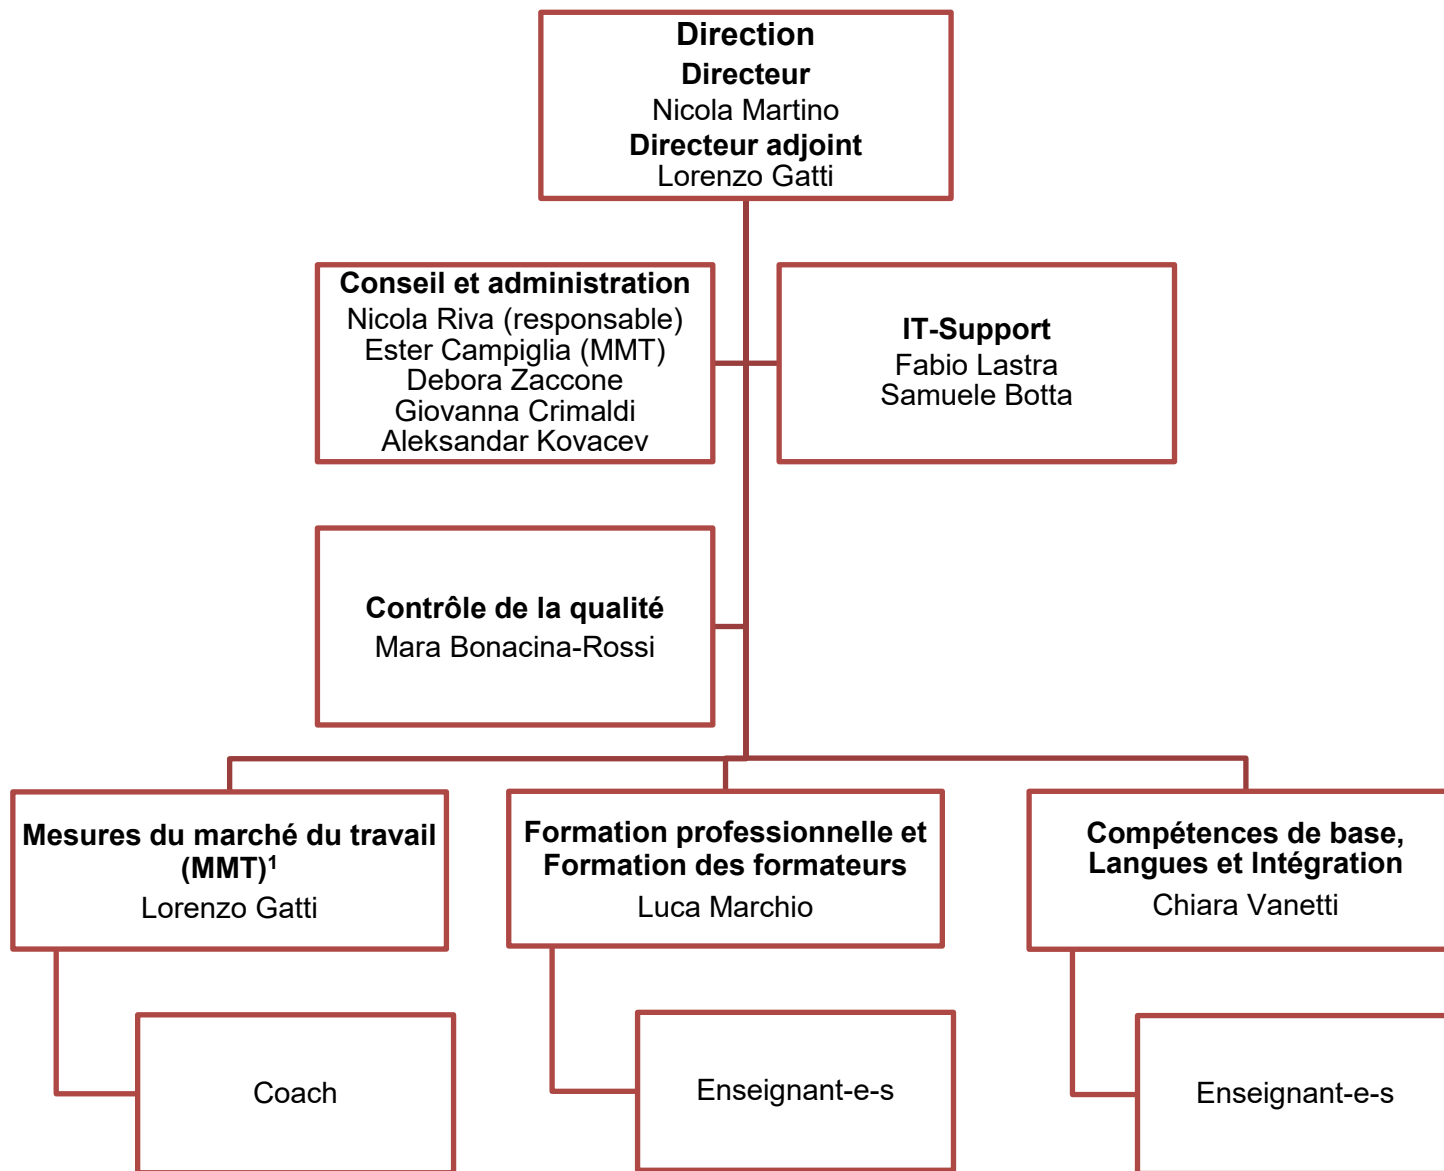 Direction
Directeur
Nicola Martino
Directeur adjoint
Lorenzo Gatti
Conseil et administration
Nicola Riva (responsable)
Ester Campiglia (MMT)
Debora Zaccone
Giovanna Crimaldi
Aleksandar Kovacev
IT-Support
Fabio Lastra
Samuele Botta
Contrôle de la qualité
Mara Bonacina-Rossi
Mesures du marché du travail
(MMT)¹
Lorenzo Gatti
Formation professionnelle et
Formation des formateurs
Luca Marchio
Compétences de base,
Langues et Intégration
Chiara Vanetti
Coach
Enseignant-e-s
Enseignant-e-s